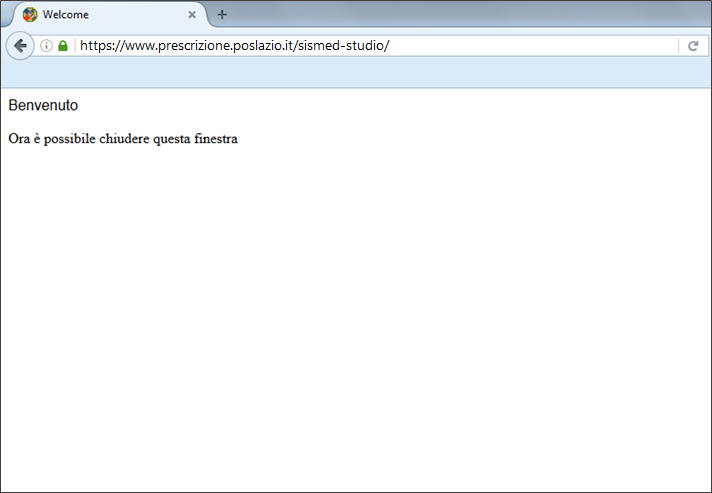 Welcome
https://www.prescrizione.poslazio.it/sismed-studio/
Benvenuto
Ora è possibile chiudere questa finestra